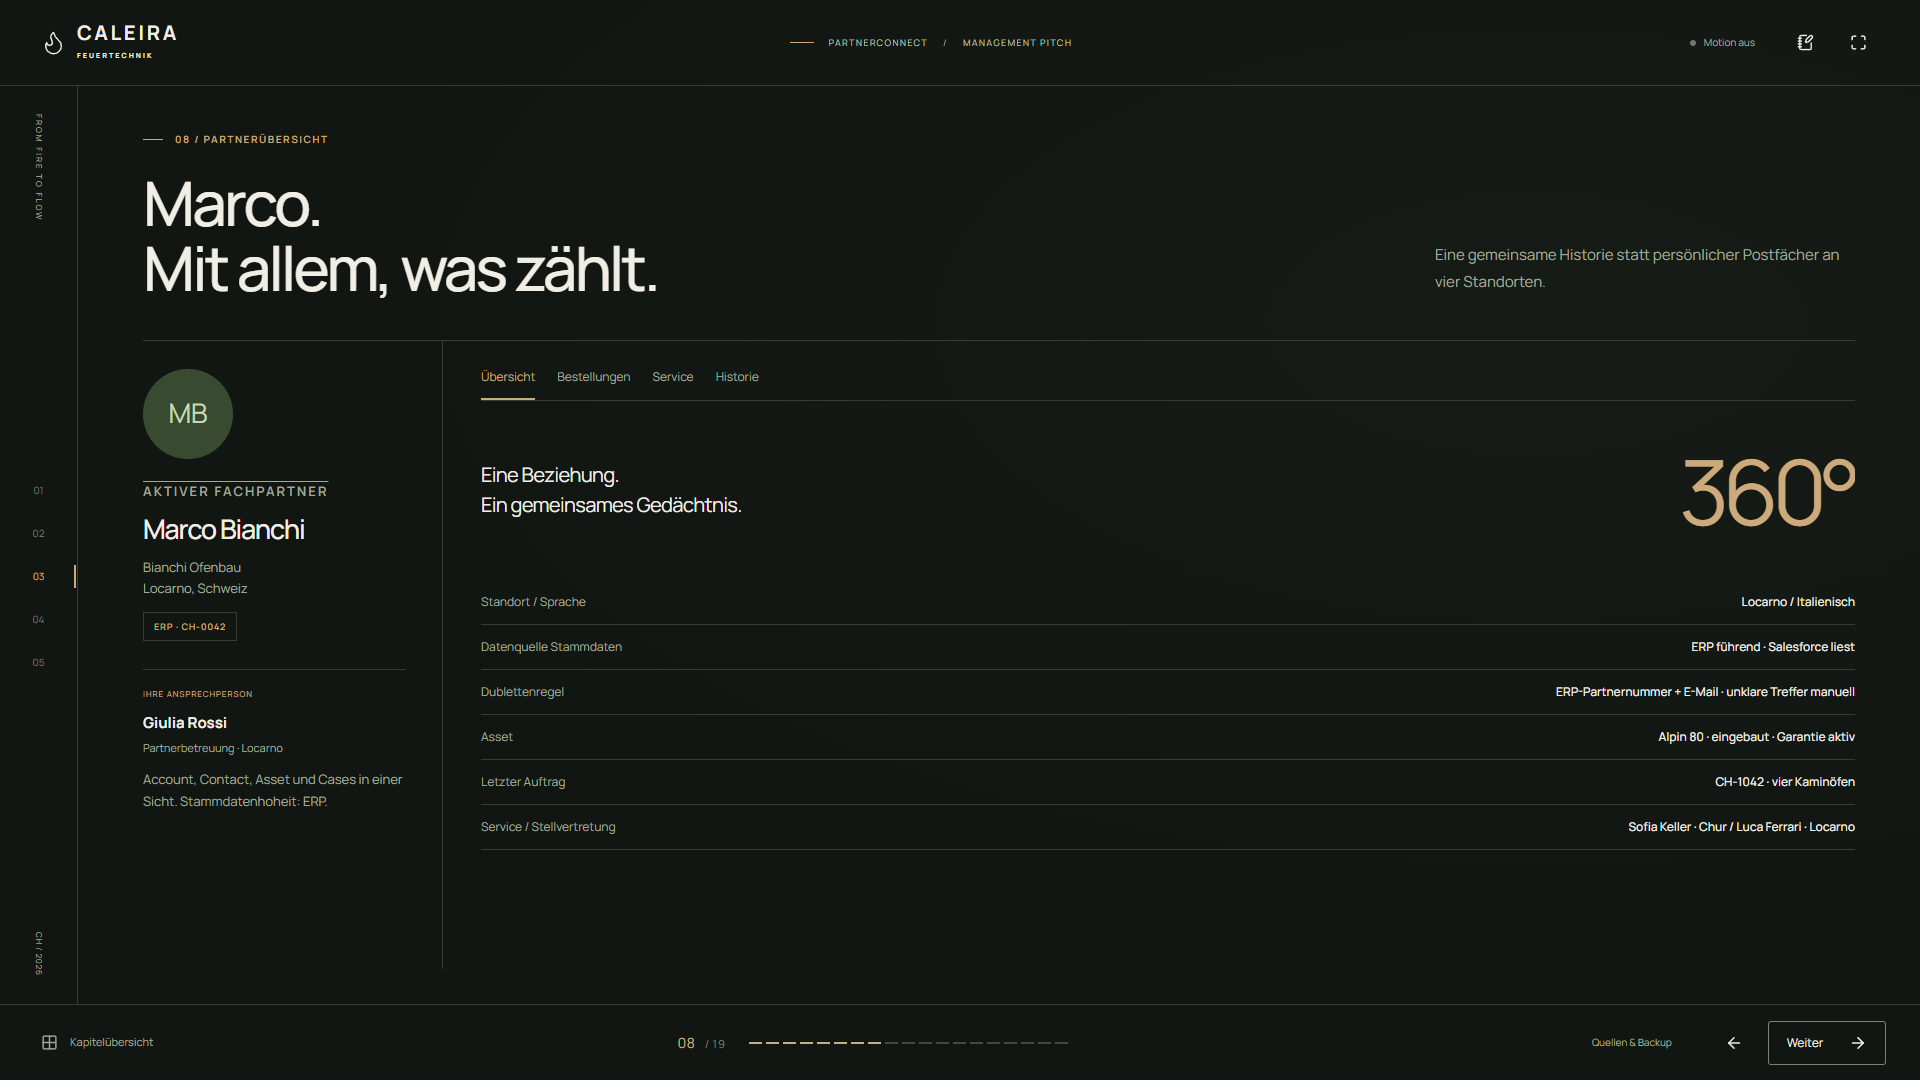 CALEIRA
FEUERTECHNIK
PARTNERCONNECT / MANAGEMENT PITCH
Motion aus
FROM FIRE TO FLOW
01
02
03
04
05
CH / 2026
08 / PARTNERÜBERSICHT
Marco.
Mit allem, was zählt.
Eine gemeinsame Historie statt persönlicher Postfächer an
vier Standorten.
MB
AKTIVER FACHPARTNER
Marco Bianchi
Bianchi Ofenbau
Locarno, Schweiz
ERP · CH-0042
IHRE ANSPRECHPERSON
Giulia Rossi
Partnerbetreuung · Locarno
Account, Contact, Asset und Cases in einer
Sicht. Stammdatenhoheit: ERP.
Übersicht Bestellungen Service Historie
Eine Beziehung.
Ein gemeinsames Gedächtnis.
360°
Standort / Sprache Locarno / Italienisch
Datenquelle Stammdaten ERP führend · Salesforce liest
Dublettenregel ERP-Partnernummer + E-Mail · unklare Treffer manuell
Asset Alpin 80 · eingebaut · Garantie aktiv
Letzter Auftrag CH-1042 · vier Kaminöfen
Service / Stellvertretung Sofia Keller · Chur / Luca Ferrari · Locarno
Kapitelübersicht
08 / 19
Quellen & Backup
Weiter